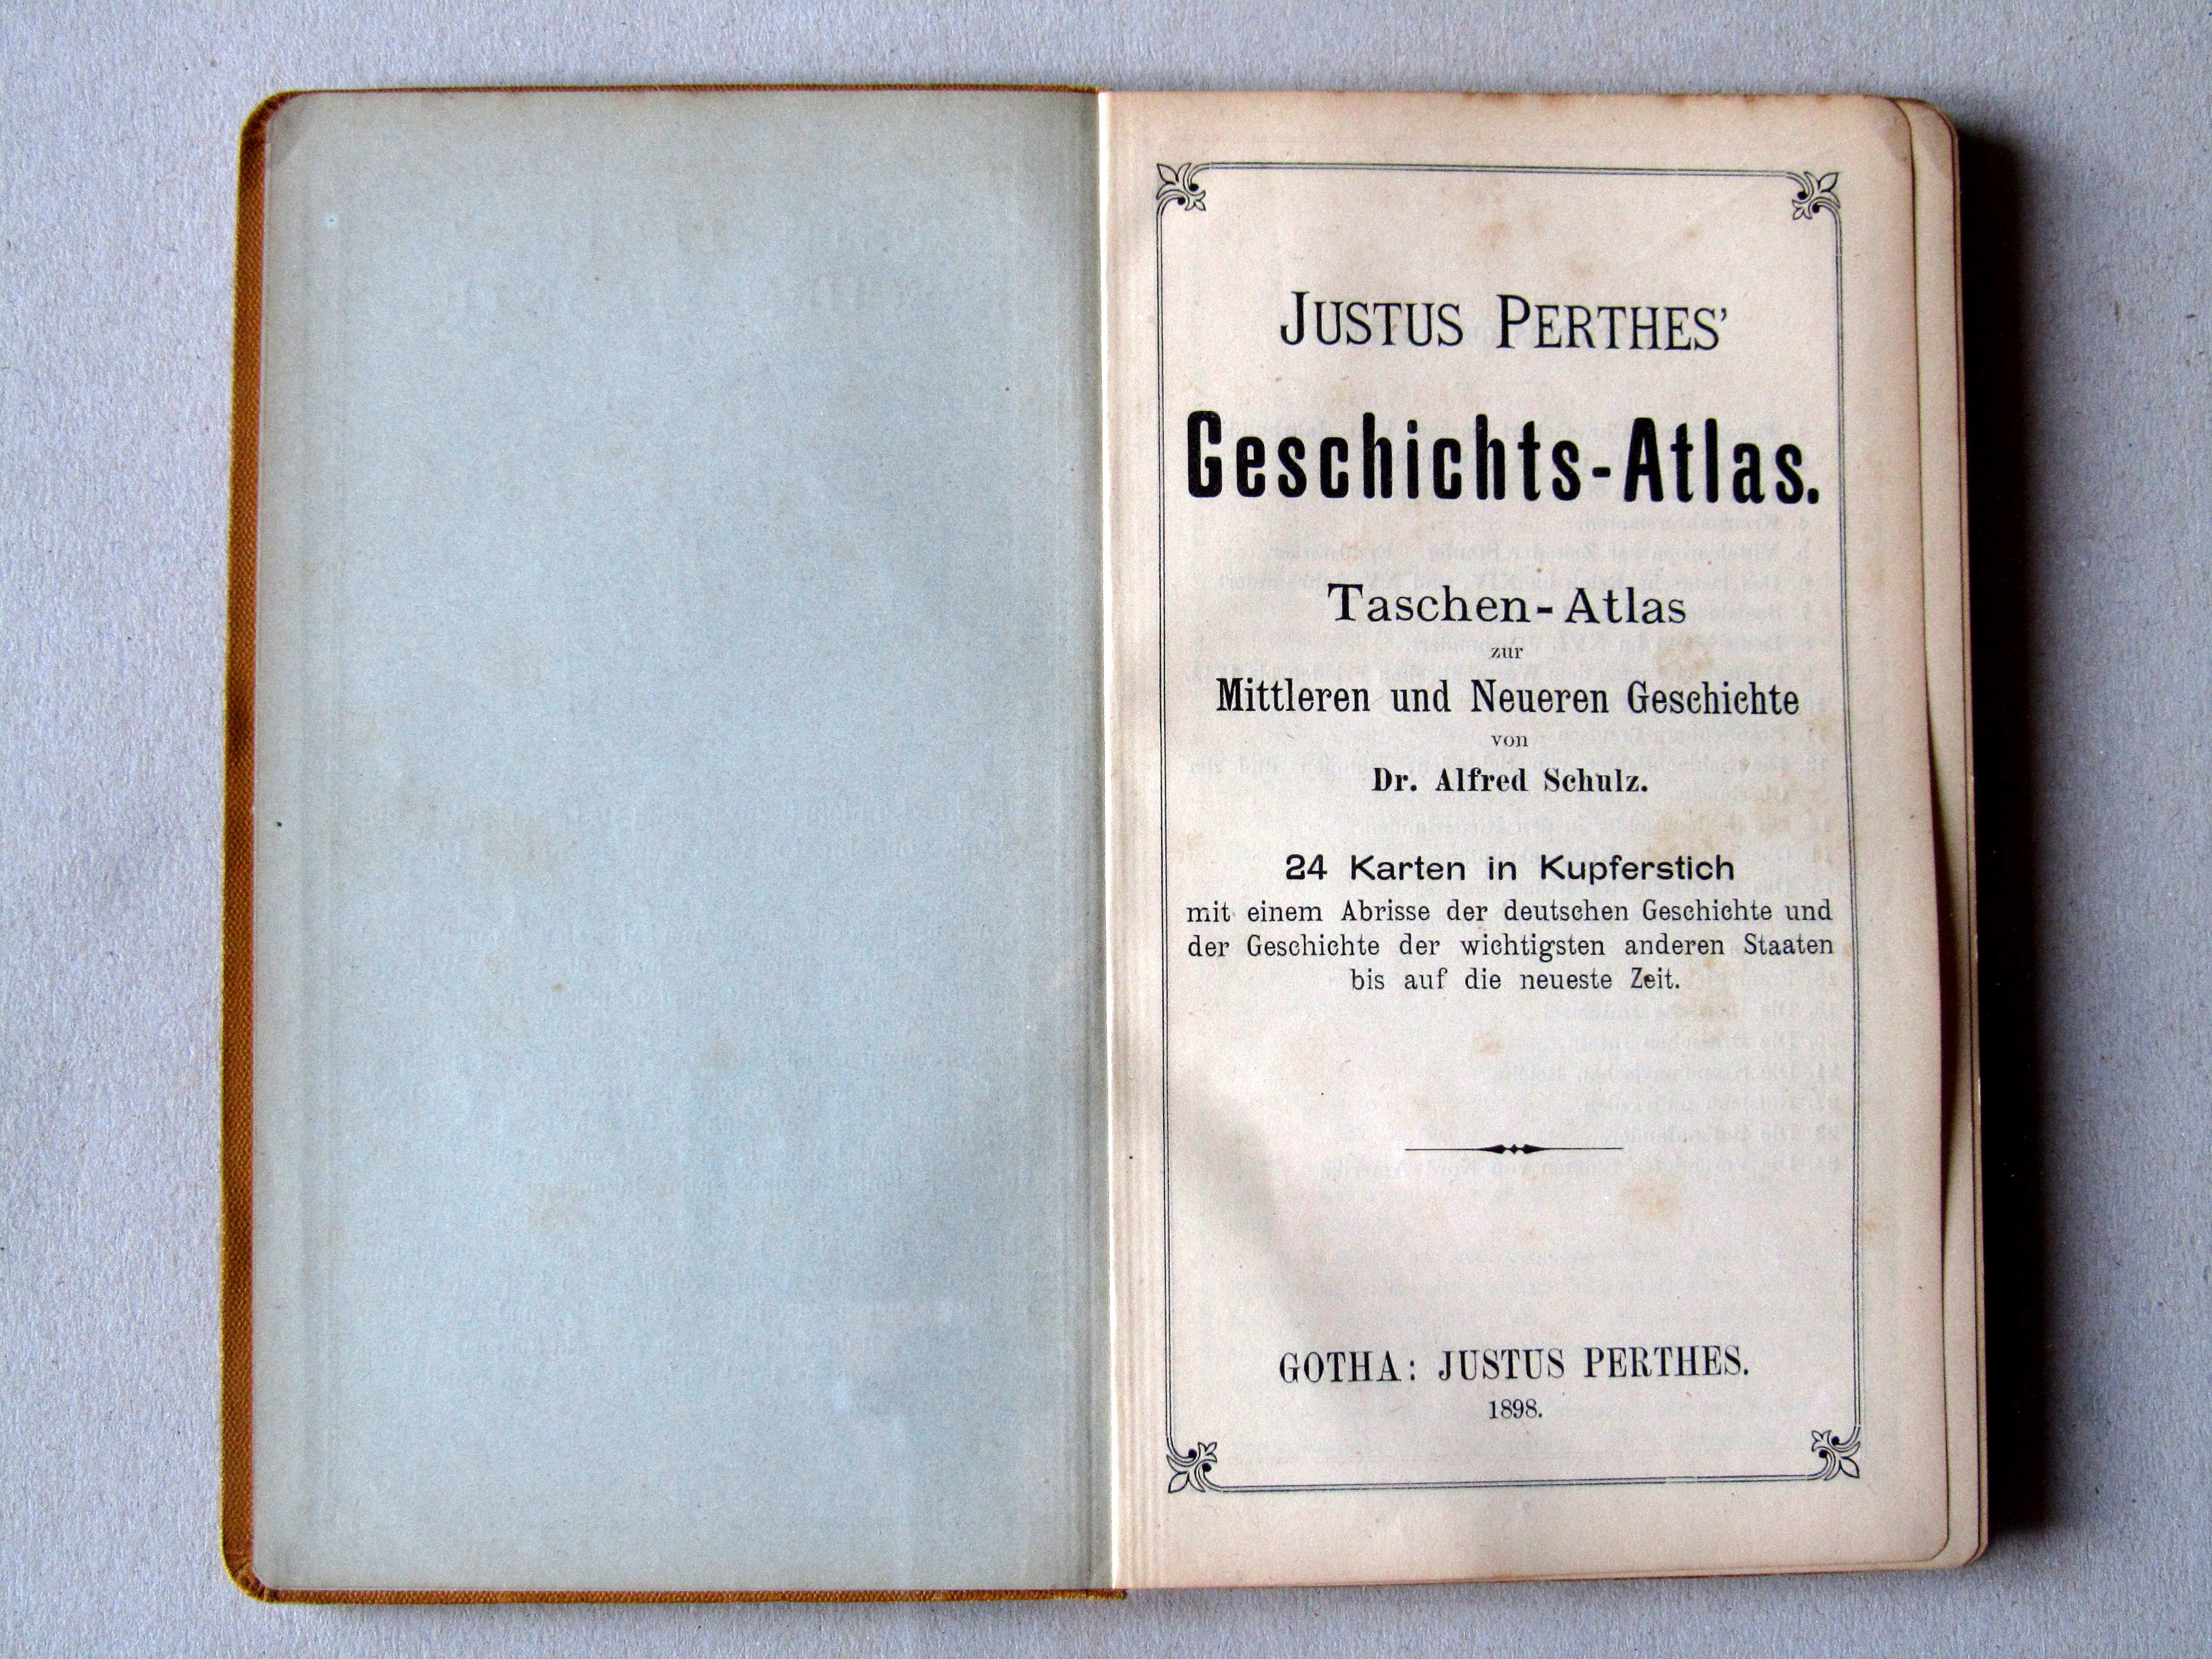 JUSTUS PERTHES'
Geschichts-Atlas.
Taschen-Atlas
zur
Mittleren und Neueren Geschichte
von
Dr. Alfred Schulz.
24 Karten in Kupferstich
mit einem Abrisse der deutschen Geschichte und
der Geschichte der wichtigsten anderen Staaten
bis auf die neueste Zeit.
GOTHA: JUSTUS PERTHES.
1898.